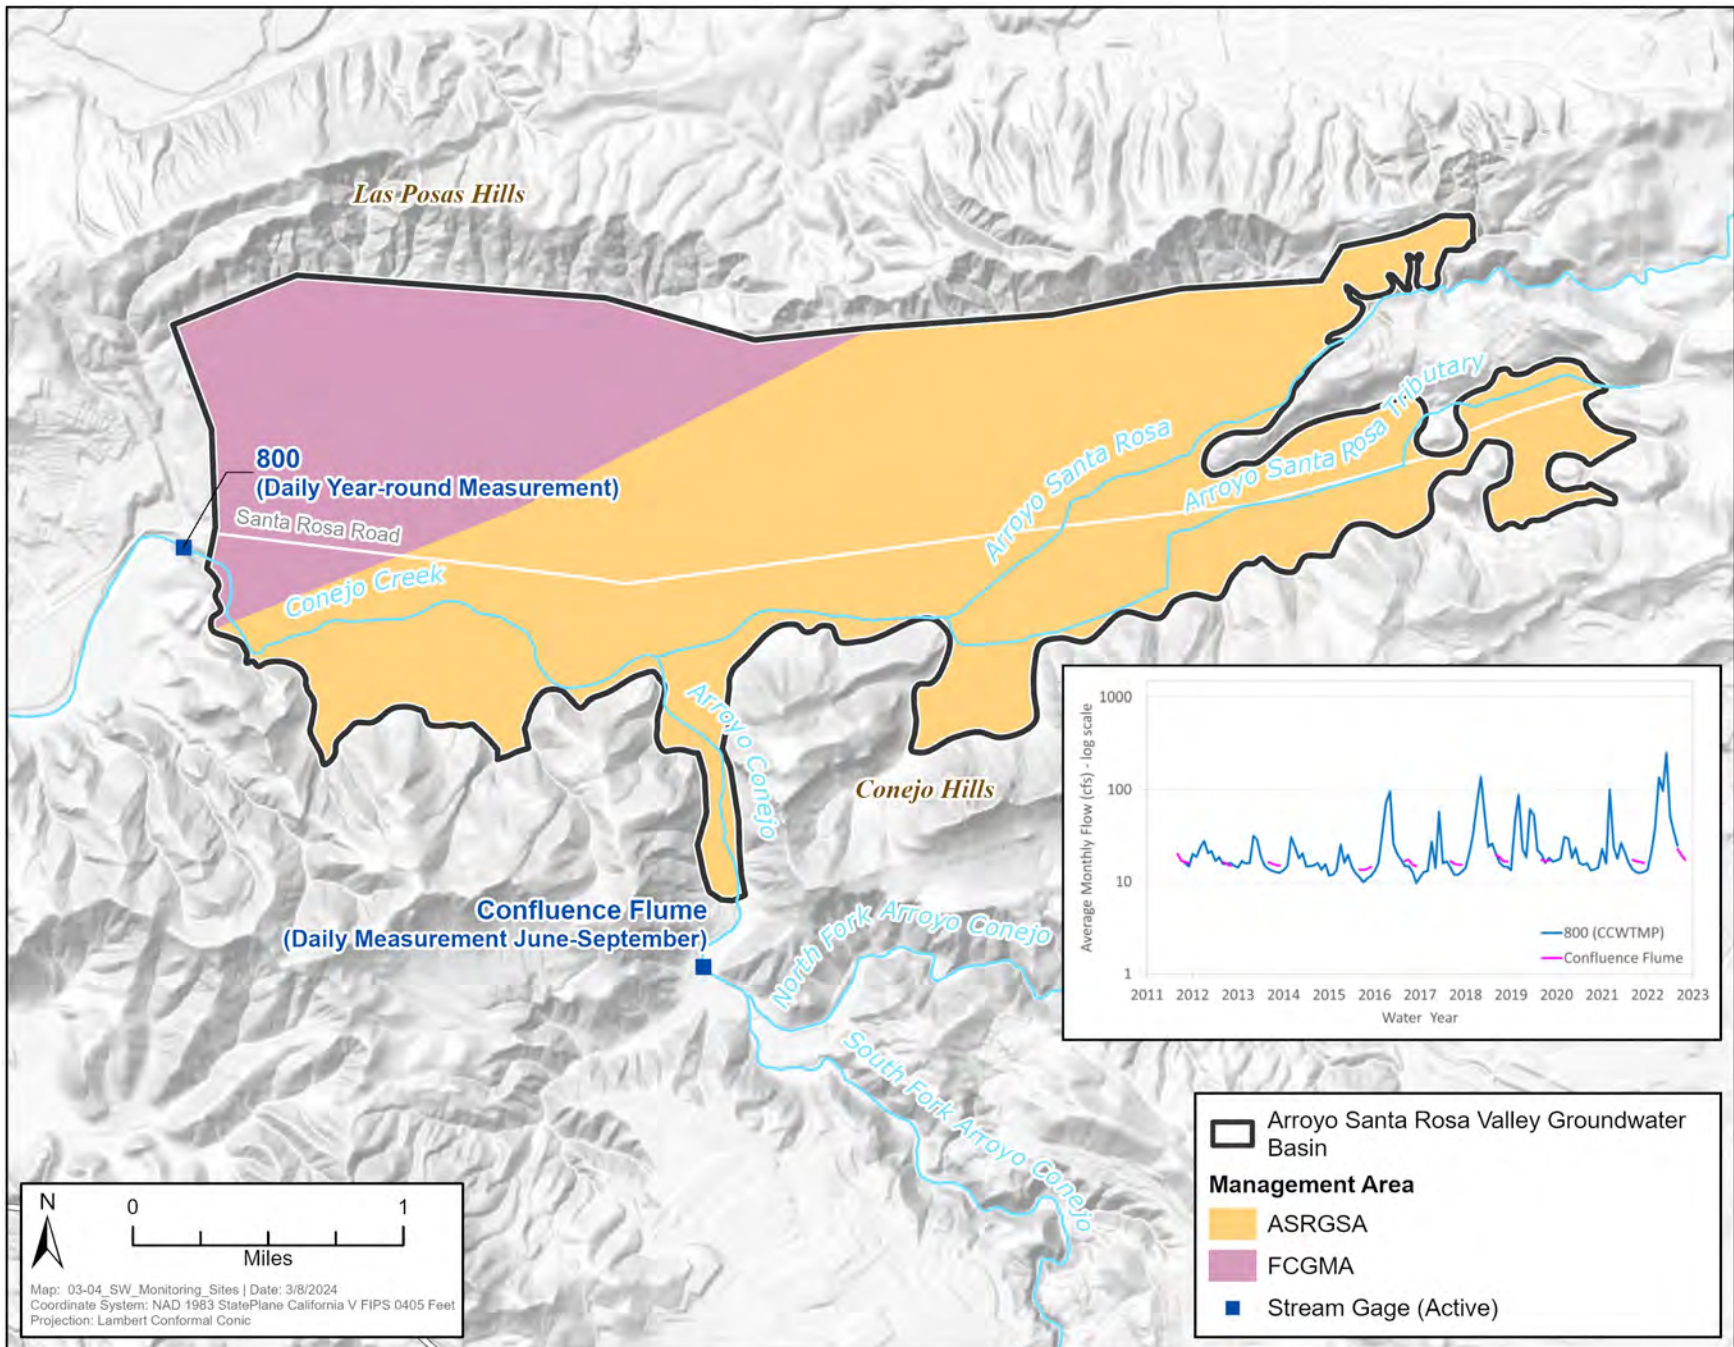 Las Posas Hills
800
(Daily Year-round Measurement)
Santa Rosa Road
Conejo Creek
Arroyo Santa Rosa
Arroyo Santa Rosa Tributary
Arroyo Conejo
Conejo Hills
Confluence Flume
(Daily Measurement June-September)
North Fork Arroyo Conejo
South Fork Arroyo Conejo
Average Monthly Flow (cfs) - log scale
1000
100
10
1
800 (CCWTMP)
Confluence Flume
2011 2012 2013 2014 2015 2016 2017 2018 2019 2020 2021 2022 2023
Water Year
Arroyo Santa Rosa Valley Groundwater
Basin
Management Area
ASRGSA
FCGMA
Stream Gage (Active)
N
0 1
Miles
Map: 03-04_SW_Monitoring_Sites | Date: 3/8/2024
Coordinate System: NAD 1983 StatePlane California V FIPS 0405 Feet
Projection: Lambert Conformal Conic